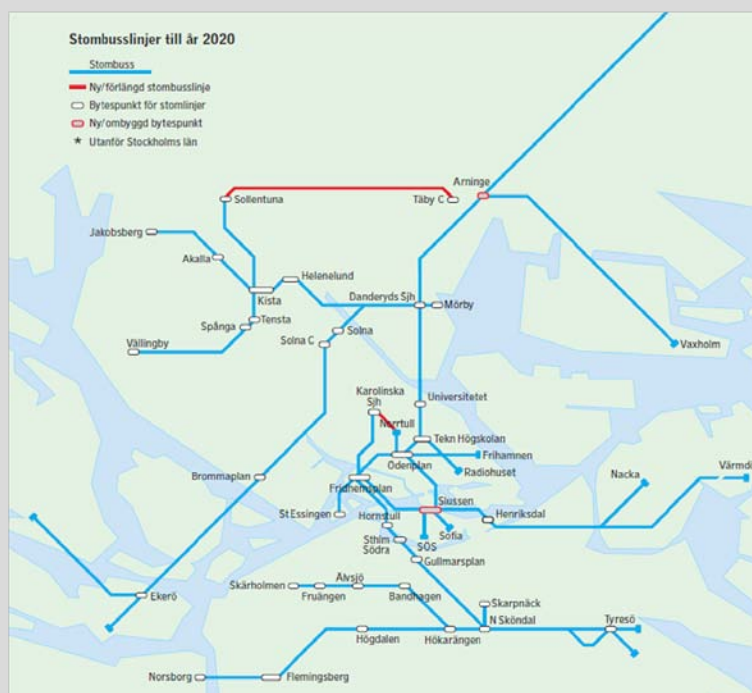 Stombusslinjer till år 2020
Stombuss
Ny/förlängd stombusslinje
Bytespunkt för stomlinjer
Ny/ombyggd bytespunkt
* Utanför Stockholms län
Arninge
Sollentuna
Täby C
Jakobsberg
Akalla
Helenelund
Kista
Danderyds Sjh
Mörby
Tensta
Spånga
Solna
Solna C
Vällingby
Vaxholm
Karolinska
Sjh
Universitetet
Norrtull
Tekn Högskolan
Odenplan
Frihamnen
Radiohuset
Brommaplan
Fridhemsplan
Nacka
Slussen
St Essingen
Hornstull
Henriksdal
Sofia
Sthlm
Södra
SÖS
Gullmarsplan
Älvsjö
Skärholmen
Fruängen
Bandhagen
Ekerö
Skarpnäck
N Sköndal
Tyresö
Högdalen
Hökarängen
Norsborg
Flemingsberg